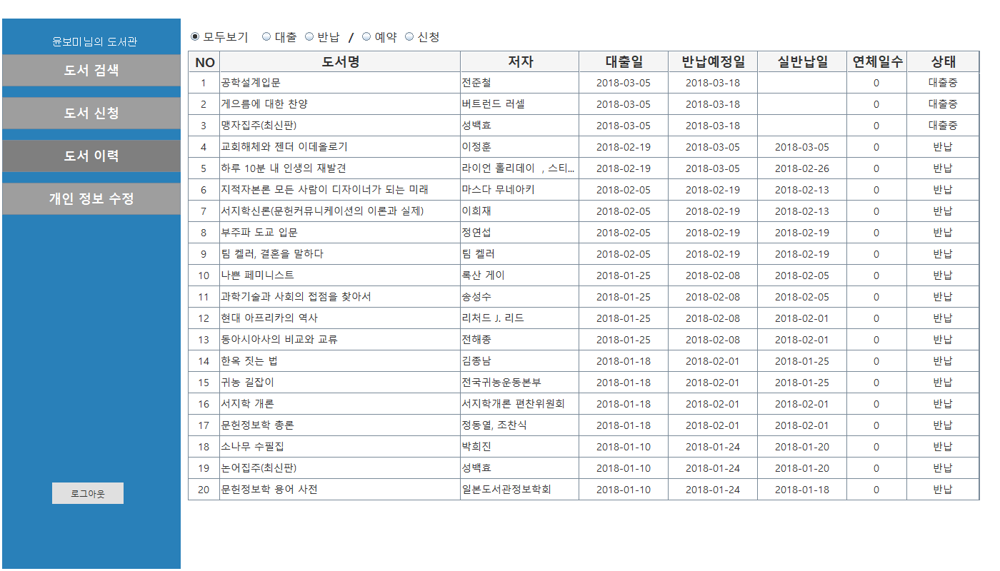 윤보미님의 도서관
도서 검색
도서 신청
도서 이력
개인 정보 수정
로그아웃
모두보기 대출 반납 / 예약 신청
NO 도서명 저자 대출일 반납예정일 실반납일 연체일수 상태
1 공학설계입문 전준철 2018-03-05 2018-03-18 0 대출중
2 게으름에 대한 찬양 버트런드 러셀 2018-03-05 2018-03-18 0 대출중
3 맹자집주(최신판) 성백효 2018-03-05 2018-03-18 0 대출중
4 교회해체와 젠더 이데올로기 이정훈 2018-02-19 2018-03-05 2018-03-05 0 반납
5 하루 10분 내 인생의 재발견 라이언 홀리데이 , 스티... 2018-02-19 2018-03-05 2018-02-26 0 반납
6 지적자본론 모든 사람이 디자이너가 되는 미래 마스다 무네아키 2018-02-05 2018-02-19 2018-02-13 0 반납
7 서지학신론(문헌커뮤니케이션의 이론과 실제) 이희재 2018-02-05 2018-02-19 2018-02-13 0 반납
8 부주파 도교 입문 정연섭 2018-02-05 2018-02-19 2018-02-19 0 반납
9 팀 켈러, 결혼을 말하다 팀 켈러 2018-02-05 2018-02-19 2018-02-19 0 반납
10 나쁜 페미니스트 록산 게이 2018-01-25 2018-02-08 2018-02-05 0 반납
11 과학기술과 사회의 접점을 찾아서 송성수 2018-01-25 2018-02-08 2018-02-05 0 반납
12 현대 아프리카의 역사 리처드 J. 리드 2018-01-25 2018-02-08 2018-02-01 0 반납
13 동아시아사의 비교와 교류 전해종 2018-01-25 2018-02-08 2018-02-01 0 반납
14 한옥 짓는 법 김종남 2018-01-18 2018-02-01 2018-01-25 0 반납
15 귀농 길잡이 전국귀농운동본부 2018-01-18 2018-02-01 2018-01-25 0 반납
16 서지학 개론 서지학개론 편찬위원회 2018-01-18 2018-02-01 2018-02-01 0 반납
17 문헌정보학 총론 정동열, 조찬식 2018-01-18 2018-02-01 2018-02-01 0 반납
18 소나무 수필집 박희진 2018-01-10 2018-01-24 2018-01-20 0 반납
19 논어집주(최신판) 성백효 2018-01-10 2018-01-24 2018-01-20 0 반납
20 문헌정보학 용어 사전 일본도서관정보학회 2018-01-10 2018-01-24 2018-01-18 0 반납